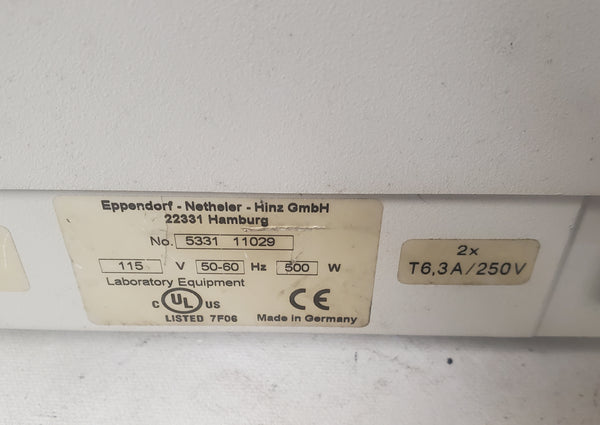 Eppendorf - Netheler - Hinz GmbH
22331 Hamburg
No. 5331 11029
115 V 50-60 Hz 500 W
Laboratory Equipment
C UL US CE
LISTED 7F06 Made in Germany
2x
T6,3A/250V